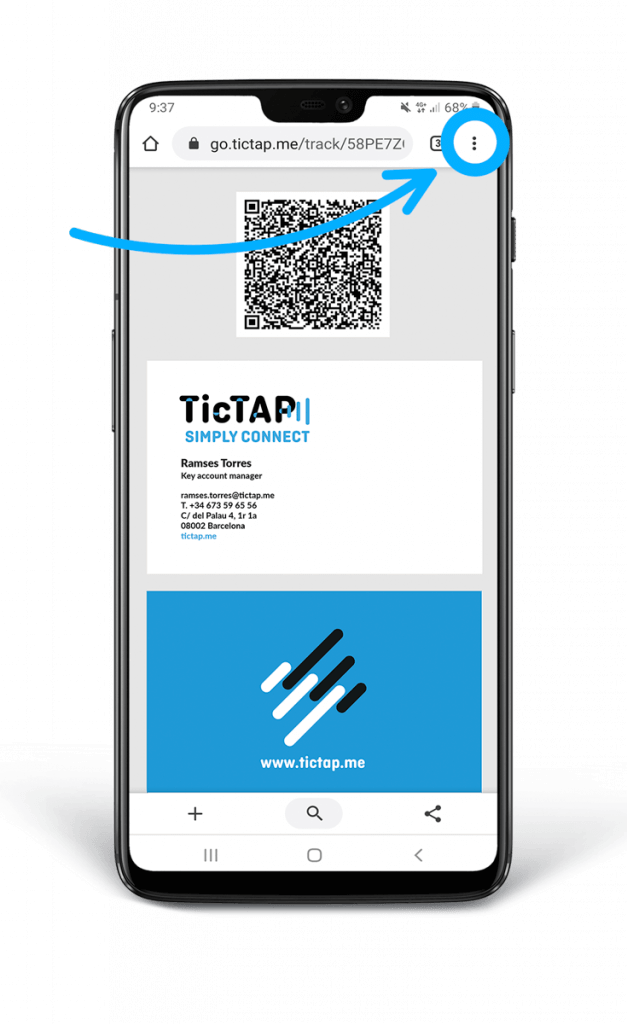 9:37
4G+
68%
go.tictap.me/track/58PE7Z
3
TicTAP
SIMPLY CONNECT
Ramses Torres
Key account manager
ramses.torres@tictap.me
T. +34 673 59 65 56
C/ del Palau 4, 1r 1a
08002 Barcelona
tictap.me
www.tictap.me